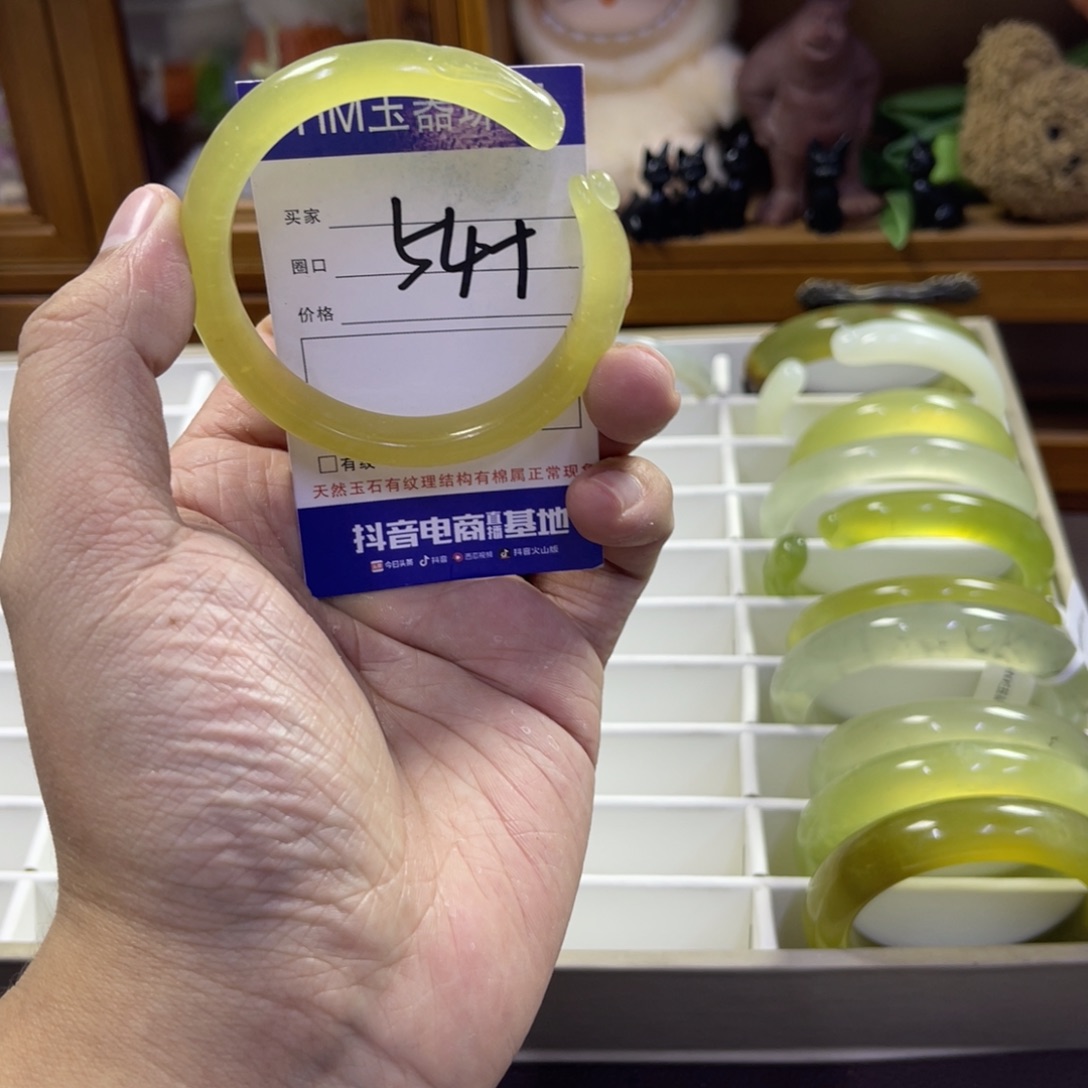 HM玉器珠
买家
圈口
价格
541
□有纹
天然玉石有纹理结构有棉属正常现象
抖音电商直播基地
今日头条 抖音 西瓜视频 抖音火山版